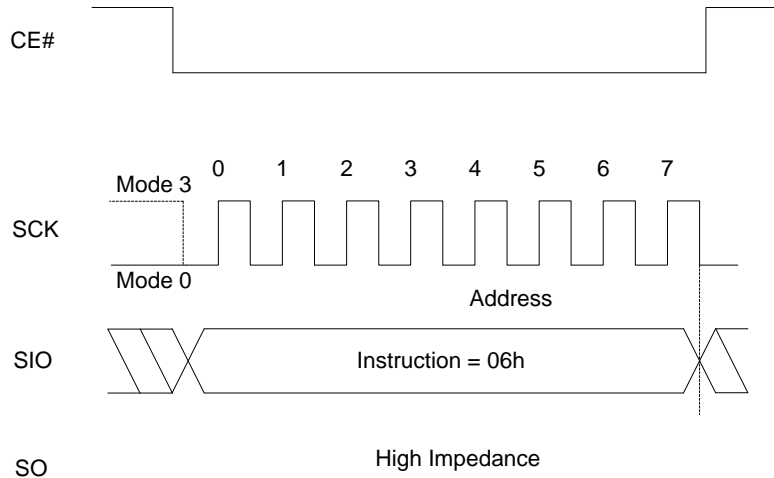 CE#
0 1 2 3 4 5 6 7
Mode 3
SCK
Mode 0
Address
SIO
Instruction = 06h
High Impedance
SO